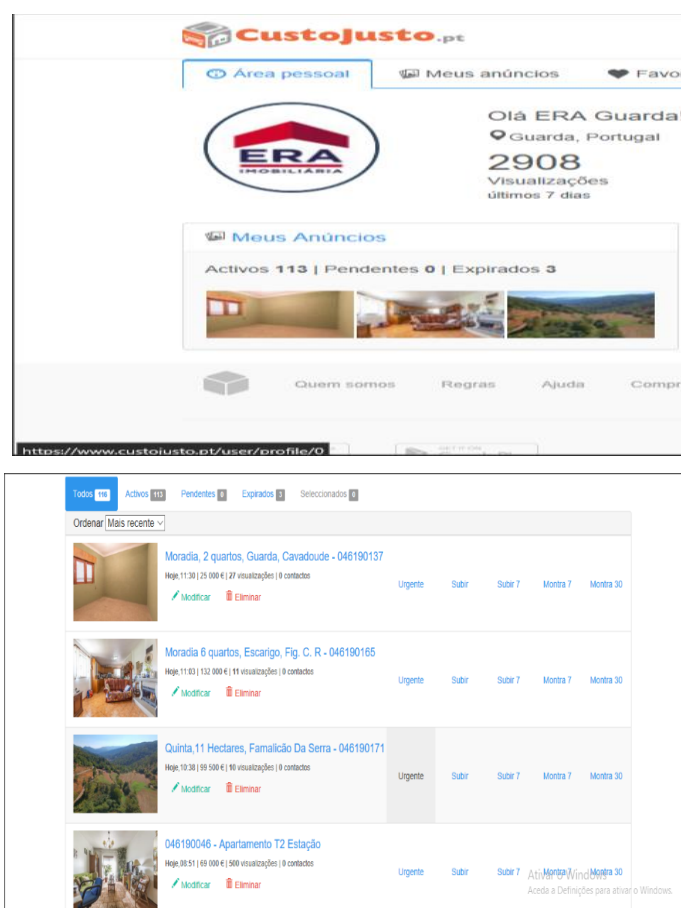 CustoJusto.pt
Área pessoal Meus anúncios Favo
ERA
IMOBILIÁRIA
Olá ERA Guarda!
Guarda, Portugal
2908
Visualizações
últimos 7 dias
Meus Anúncios
Activos 113 | Pendentes 0 | Expirados 3
Quem somos Regras Ajuda Compr
https://www.custojusto.pt/user/profile/0
Todos 116 Activos 113 Pendentes 0 Expirados 3 Seleccionados 0
Ordenar Mais recente
Moradia, 2 quartos, Guarda, Cavadoude - 046190137
Hoje, 11:30 | 25 000 € | 27 visualizações | 0 contactos
Modificar Eliminar
Urgente Subir Subir 7 Montra 7 Montra 30
Moradia 6 quartos, Escarigo, Fig. C. R - 046190165
Hoje, 11:03 | 132 000 € | 11 visualizações | 0 contactos
Modificar Eliminar
Urgente Subir Subir 7 Montra 7 Montra 30
Quinta,11 Hectares, Famalicão Da Serra - 046190171
Hoje, 10:38 | 99 500 € | 10 visualizações | 0 contactos
Modificar Eliminar
Urgente Subir Subir 7 Montra 7 Montra 30
046190046 - Apartamento T2 Estação
Hoje, 08:51 | 69 000 € | 500 visualizações | 0 contactos
Modificar Eliminar
Urgente Subir Subir 7 Montra 7 Montra 30
Ativar o Windows
Aceda a Definições para ativar o Windows.